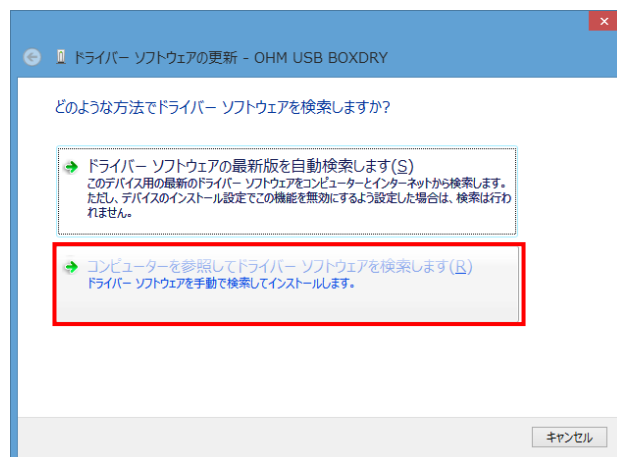 ドライバー ソフトウェアの更新 - OHM USB BOXDRY
どのような方法でドライバー ソフトウェアを検索しますか?
ドライバー ソフトウェアの最新版を自動検索します(S)
このデバイス用の最新のドライバー ソフトウェアをコンピューターとインターネットから検索します。
ただし、デバイスのインストール設定でこの機能を無効にするよう設定した場合は、検索は行わ
れません。
コンピューターを参照してドライバー ソフトウェアを検索します(R)
ドライバー ソフトウェアを手動で検索してインストールします。
キャンセル